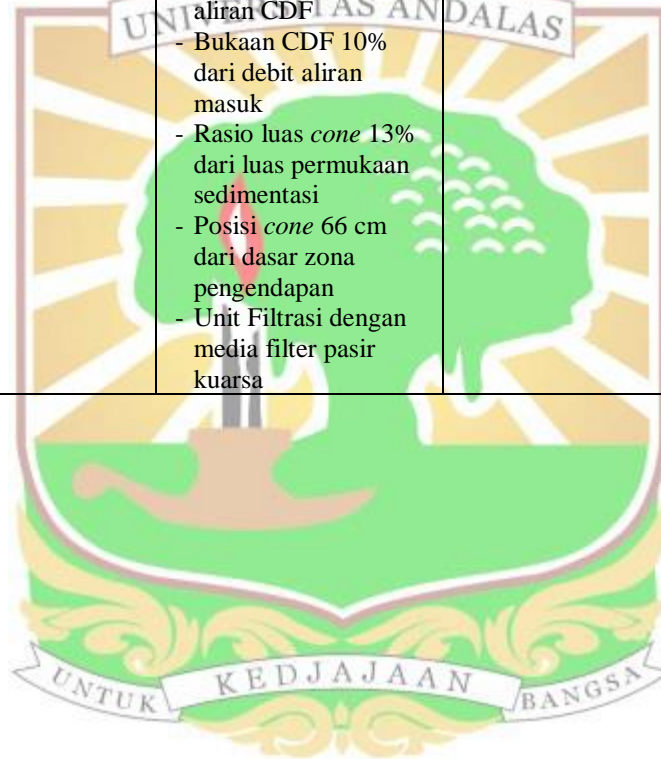 UNIVERSITAS ANDALAS
aliran CDF
- Bukaan CDF 10%
dari debit aliran
masuk
- Rasio luas cone 13%
dari luas permukaan
sedimentasi
- Posisi cone 66 cm
dari dasar zona
pengendapan
- Unit Filtrasi dengan
media filter pasir
kuarsa
UNTUK KEDJAJAAN BANGSA